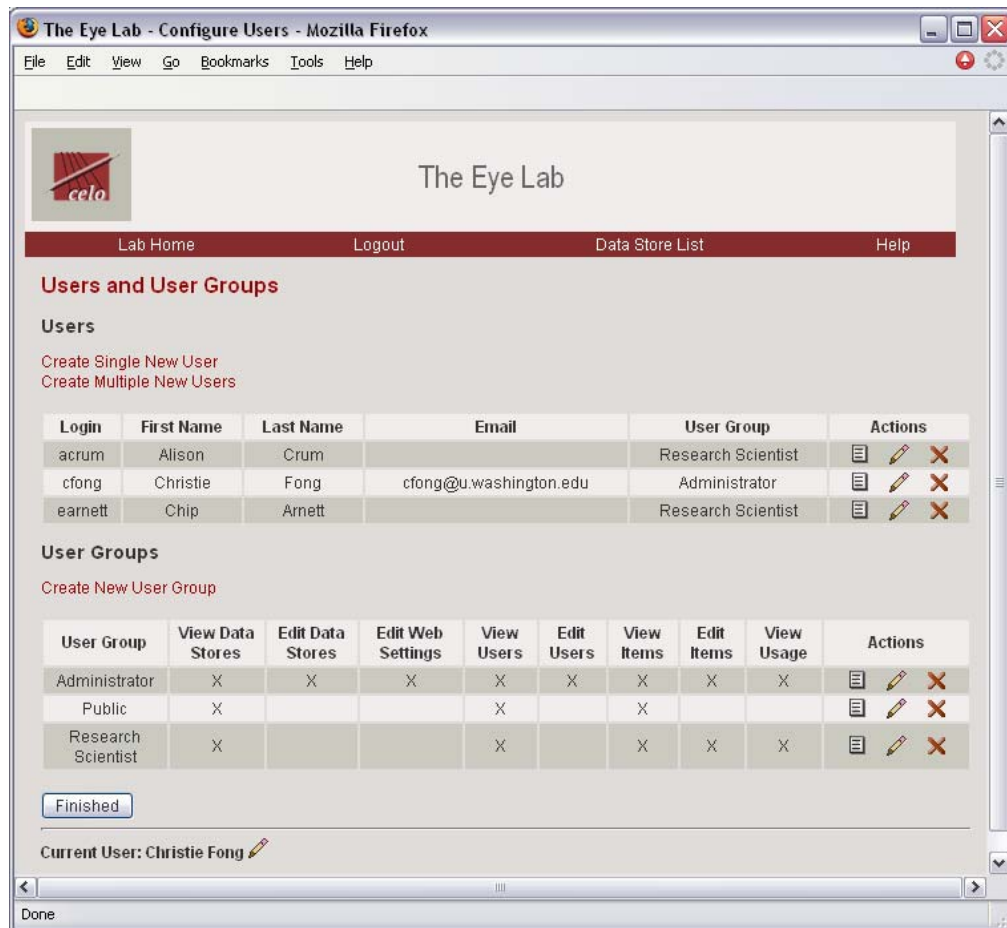 The Eye Lab - Configure Users - Mozilla Firefox
File Edit View Go Bookmarks Tools Help
celo
The Eye Lab
Lab Home Logout Data Store List Help
Users and User Groups
Users
Create Single New User
Create Multiple New Users
Login First Name Last Name Email User Group Actions
acrum Alison Crum Research Scientist
cfong Christie Fong cfong@u.washington.edu Administrator
earnett Chip Arnett Research Scientist
User Groups
Create New User Group
User Group View Data Stores Edit Data Stores Edit Web Settings View Users Edit Users View Items Edit Items View Usage Actions
Administrator X X X X X X X X
Public X X X
Research Scientist X X X X X
Finished
Current User: Christie Fong
Done